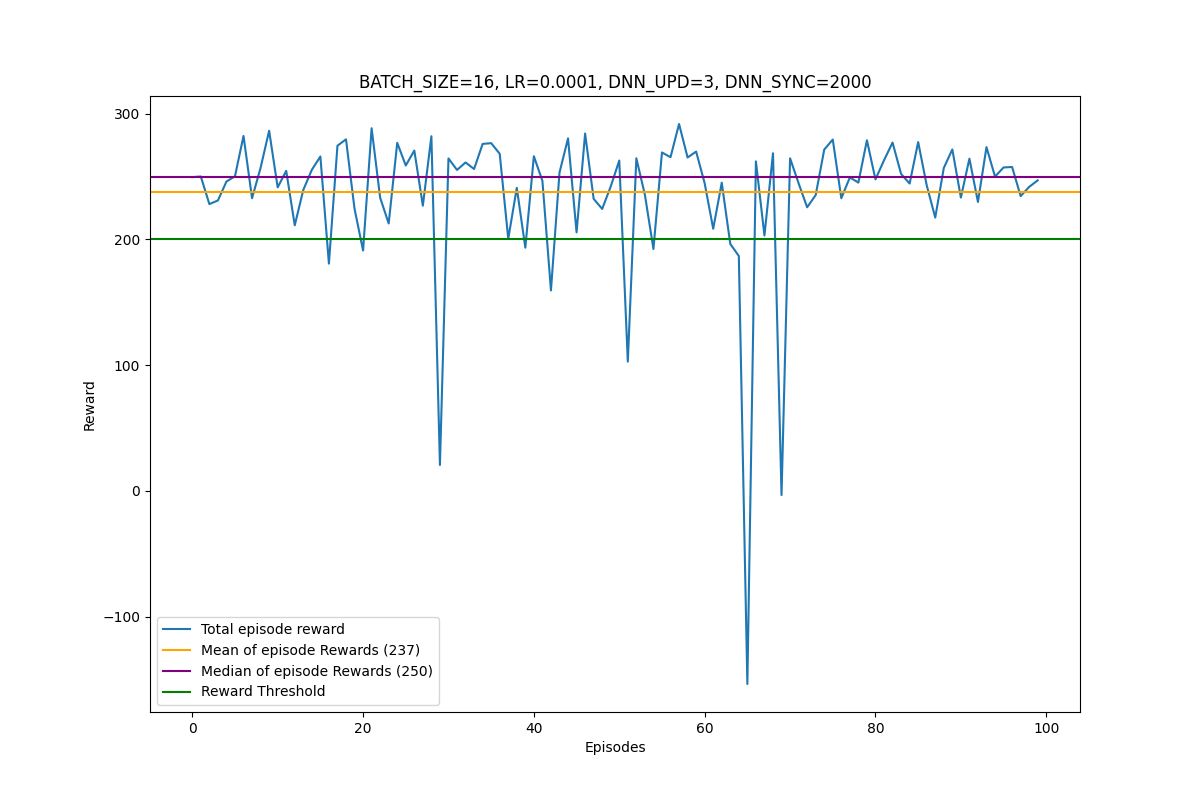 BATCH_SIZE=16, LR=0.0001, DNN_UPD=3, DNN_SYNC=2000
300
200
100
0
−100
Reward
Total episode reward
Mean of episode Rewards (237)
Median of episode Rewards (250)
Reward Threshold
0 20 40 60 80 100
Episodes